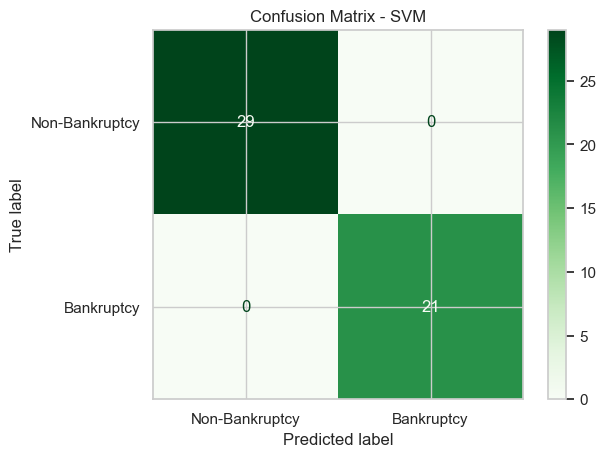 Confusion Matrix - SVM
Non-Bankruptcy
29
0
Bankruptcy
0
21
Non-Bankruptcy
Bankruptcy
Predicted label
True label
25
20
15
10
5
0